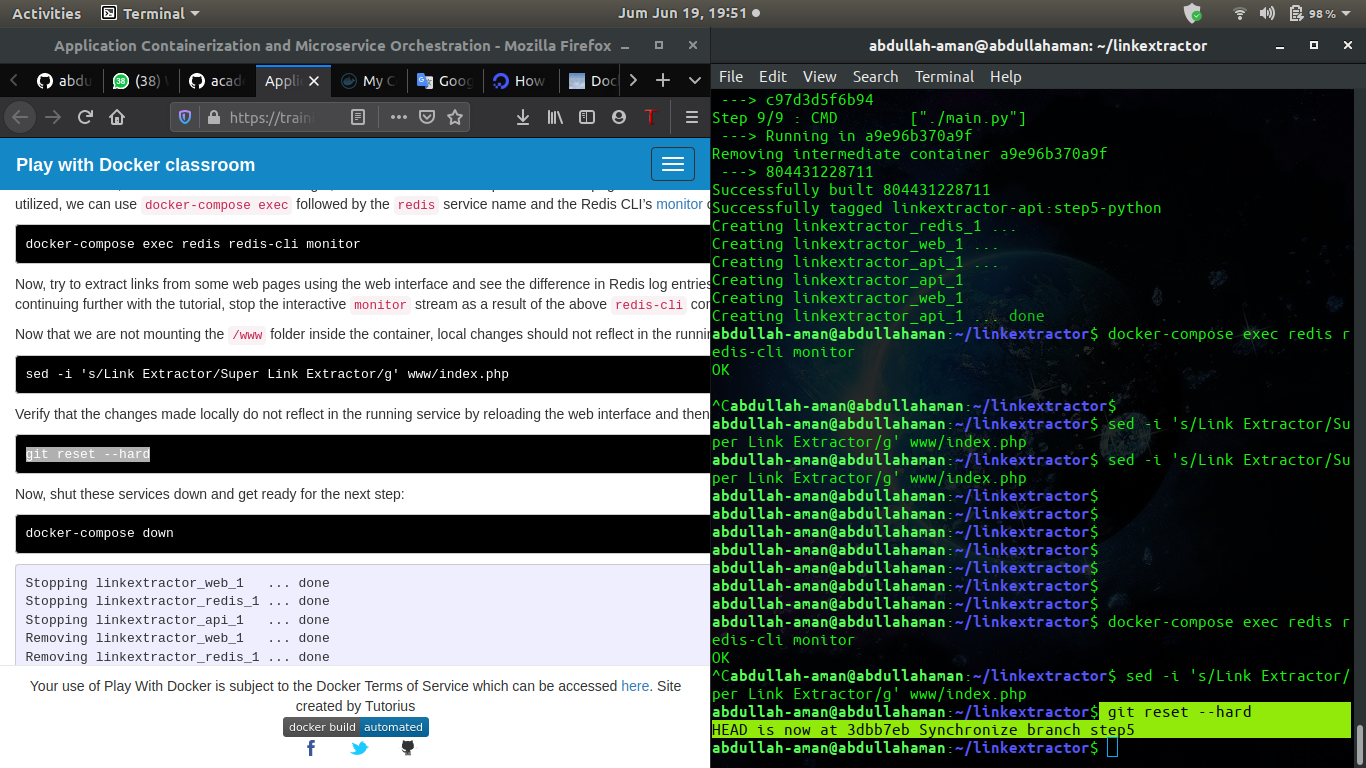 Activities
Terminal
Jum Jun 19, 19:51
98 %
Application Containerization and Microservice Orchestration - Mozilla Firefox
abdu
(38)
acad
Applic
My C
Goog
How
Doc
https://train
Play with Docker classroom
utilized, we can use docker-compose exec followed by the redis service name and the Redis CLI's monitor
docker-compose exec redis redis-cli monitor
Now, try to extract links from some web pages using the web interface and see the difference in Redis log entries
continuing further with the tutorial, stop the interactive monitor stream as a result of the above redis-cli con
Now that we are not mounting the /www folder inside the container, local changes should not reflect in the runnin
sed -i 's/Link Extractor/Super Link Extractor/g' www/index.php
Verify that the changes made locally do not reflect in the running service by reloading the web interface and then
git reset --hard
Now, shut these services down and get ready for the next step:
docker-compose down
Stopping linkextractor_web_1   ... done
Stopping linkextractor_redis_1 ... done
Stopping linkextractor_api_1   ... done
Removing linkextractor_web_1   ... done
Removing linkextractor_redis_1 ... done
Your use of Play With Docker is subject to the Docker Terms of Service which can be accessed here. Site
created by Tutorius
docker build automated
abdullah-aman@abdullahaman: ~/linkextractor
File Edit View Search Terminal Help
---> c97d3d5f6b94
Step 9/9 : CMD        ["./main.py"]
---> Running in a9e96b370a9f
Removing intermediate container a9e96b370a9f
---> 804431228711
Successfully built 804431228711
Successfully tagged linkextractor-api:step5-python
Creating linkextractor_redis_1 ...
Creating linkextractor_web_1 ...
Creating linkextractor_api_1 ...
Creating linkextractor_api_1
Creating linkextractor_web_1
Creating linkextractor_api_1 ... done
abdullah-aman@abdullahaman:~/linkextractor$ docker-compose exec redis r
edis-cli monitor
OK
^Cabdullah-aman@abdullahaman:~/linkextractor$
abdullah-aman@abdullahaman:~/linkextractor$ sed -i 's/Link Extractor/Su
per Link Extractor/g' www/index.php
abdullah-aman@abdullahaman:~/linkextractor$ sed -i 's/Link Extractor/Su
per Link Extractor/g' www/index.php
abdullah-aman@abdullahaman:~/linkextractor$
abdullah-aman@abdullahaman:~/linkextractor$
abdullah-aman@abdullahaman:~/linkextractor$
abdullah-aman@abdullahaman:~/linkextractor$
abdullah-aman@abdullahaman:~/linkextractor$
abdullah-aman@abdullahaman:~/linkextractor$
abdullah-aman@abdullahaman:~/linkextractor$
abdullah-aman@abdullahaman:~/linkextractor$ docker-compose exec redis r
edis-cli monitor
OK
^Cabdullah-aman@abdullahaman:~/linkextractor$ sed -i 's/Link Extractor/
per Link Extractor/g' www/index.php
abdullah-aman@abdullahaman:~/linkextractor$ git reset --hard
HEAD is now at 3dbb7eb Synchronize branch step5
abdullah-aman@abdullahaman:~/linkextractor$